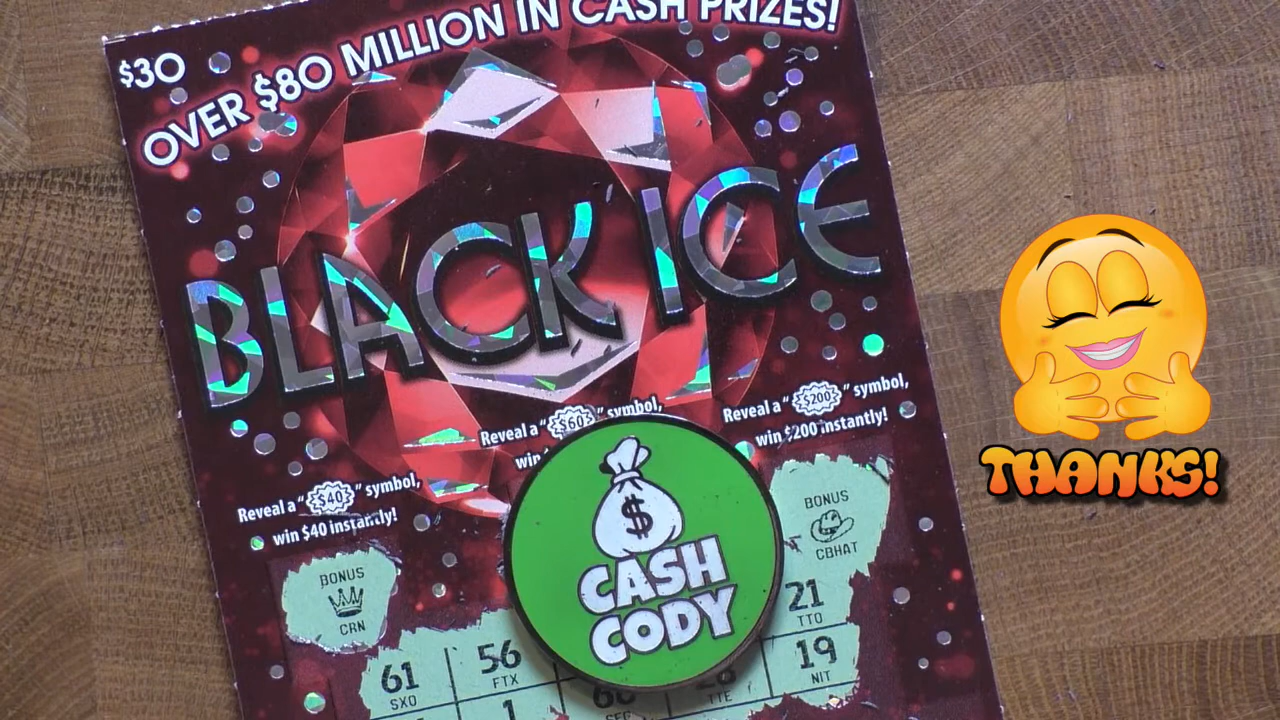 $30
OVER $80 MILLION IN CASH PRIZES!
BLACK ICE
Reveal a "$40" symbol,
win $40 instantly!
Reveal a "$60" symbol,
win
Reveal a "$200" symbol,
win $200 instantly!
BONUS
CRN
BONUS
CBHAT
$
CASH
CODY
THANKS!
21
TTO
61
SXO
56
FTX
19
NIT
1